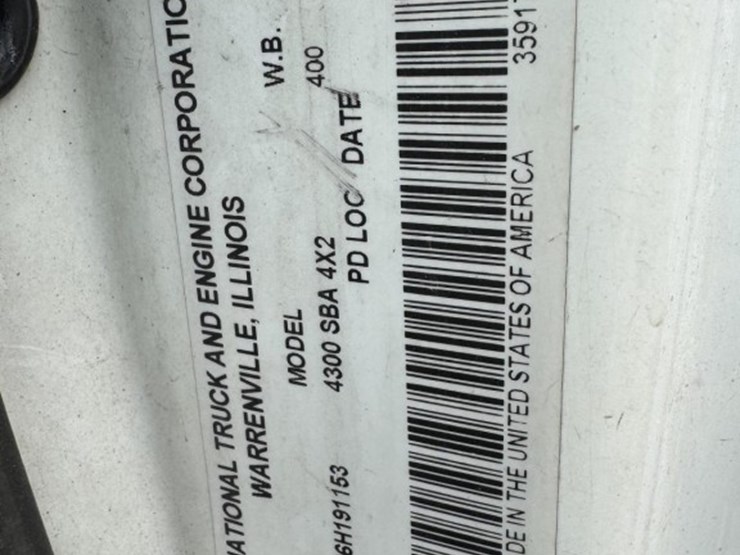 NATIONAL TRUCK AND ENGINE CORPORATIO
WARRENVILLE, ILLINOIS
MODEL W.B.
6H191153 4300 SBA 4X2 400
PD LOC/DATE
DE IN THE UNITED STATES OF AMERICA 3591